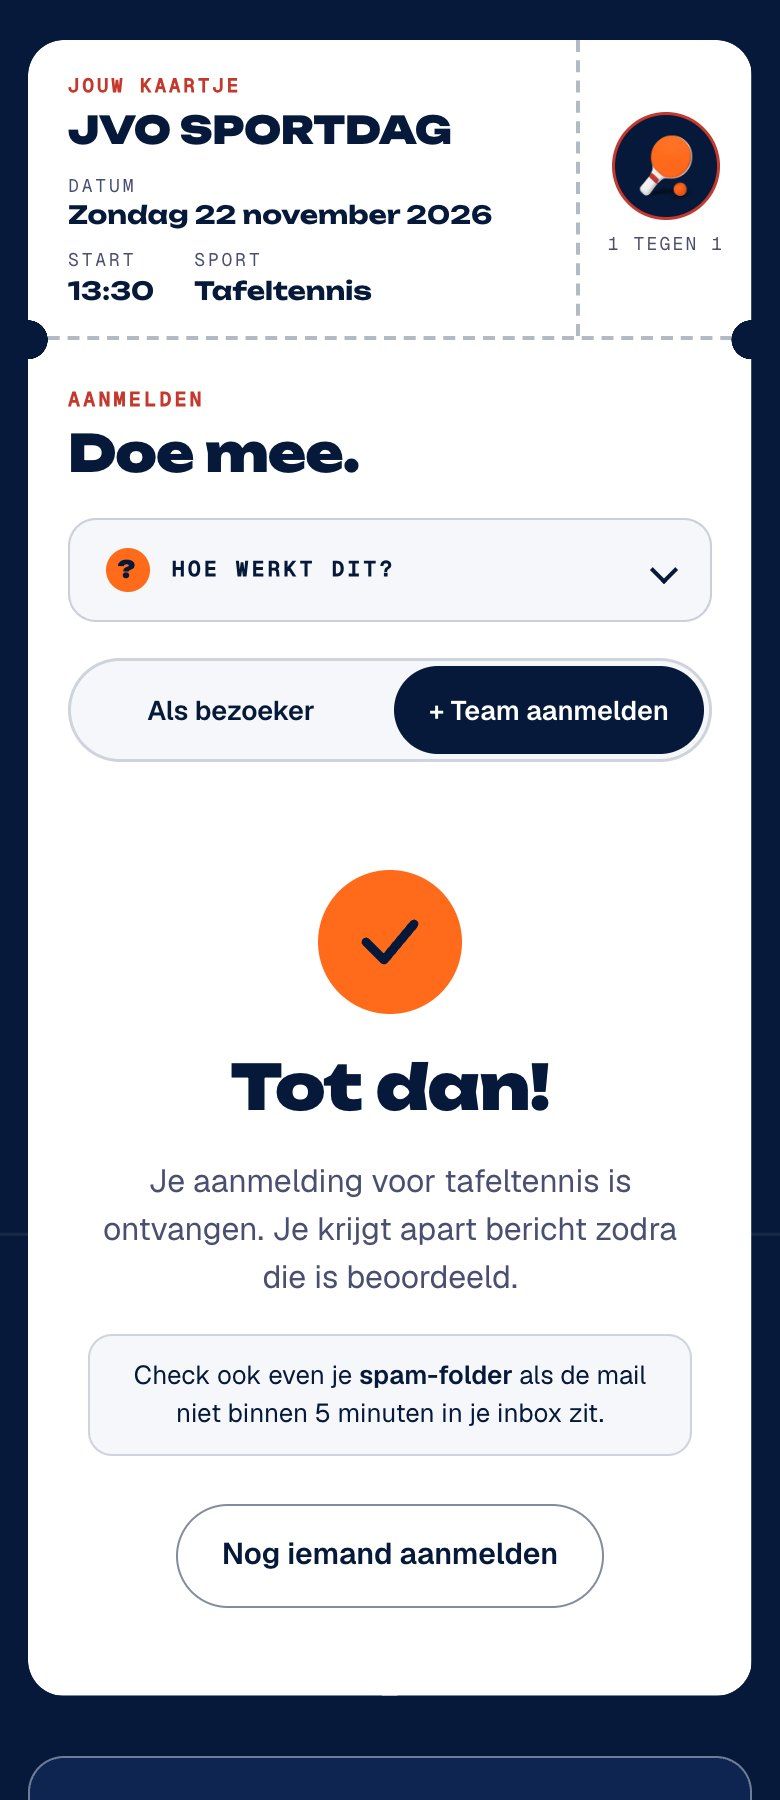 JOUW KAARTJE
JVO SPORTDAG
DATUM
Zondag 22 november 2026
START SPORT
13:30 Tafeltennis
1 TEGEN 1
AANMELDEN
Doe mee.
? HOE WERKT DIT?
Als bezoeker
+ Team aanmelden
Tot dan!
Je aanmelding voor tafeltennis is
ontvangen. Je krijgt apart bericht zodra
die is beoordeeld.
Check ook even je spam-folder als de mail
niet binnen 5 minuten in je inbox zit.
Nog iemand aanmelden